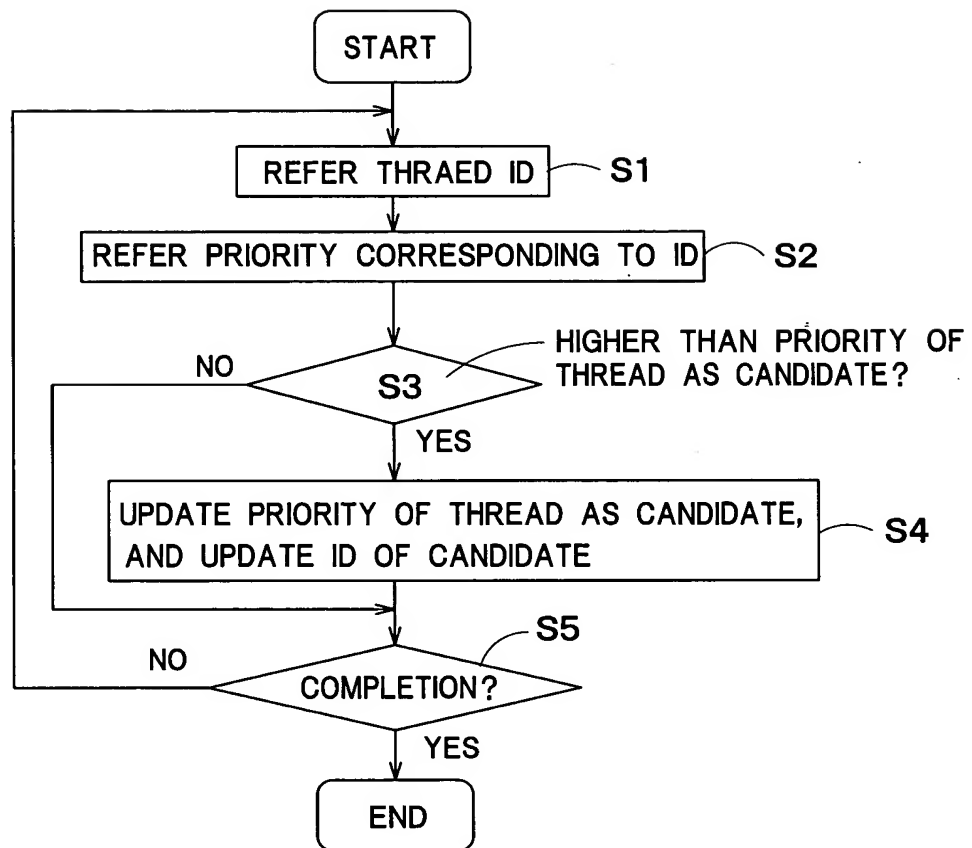 START
REFER THRAED ID
S1
REFER PRIORITY CORRESPONDING TO ID
S2
HIGHER THAN PRIORITY OF
THREAD AS CANDIDATE?
NO
S3
YES
UPDATE PRIORITY OF THREAD AS CANDIDATE,
AND UPDATE ID OF CANDIDATE
S4
S5
NO
COMPLETION?
YES
END